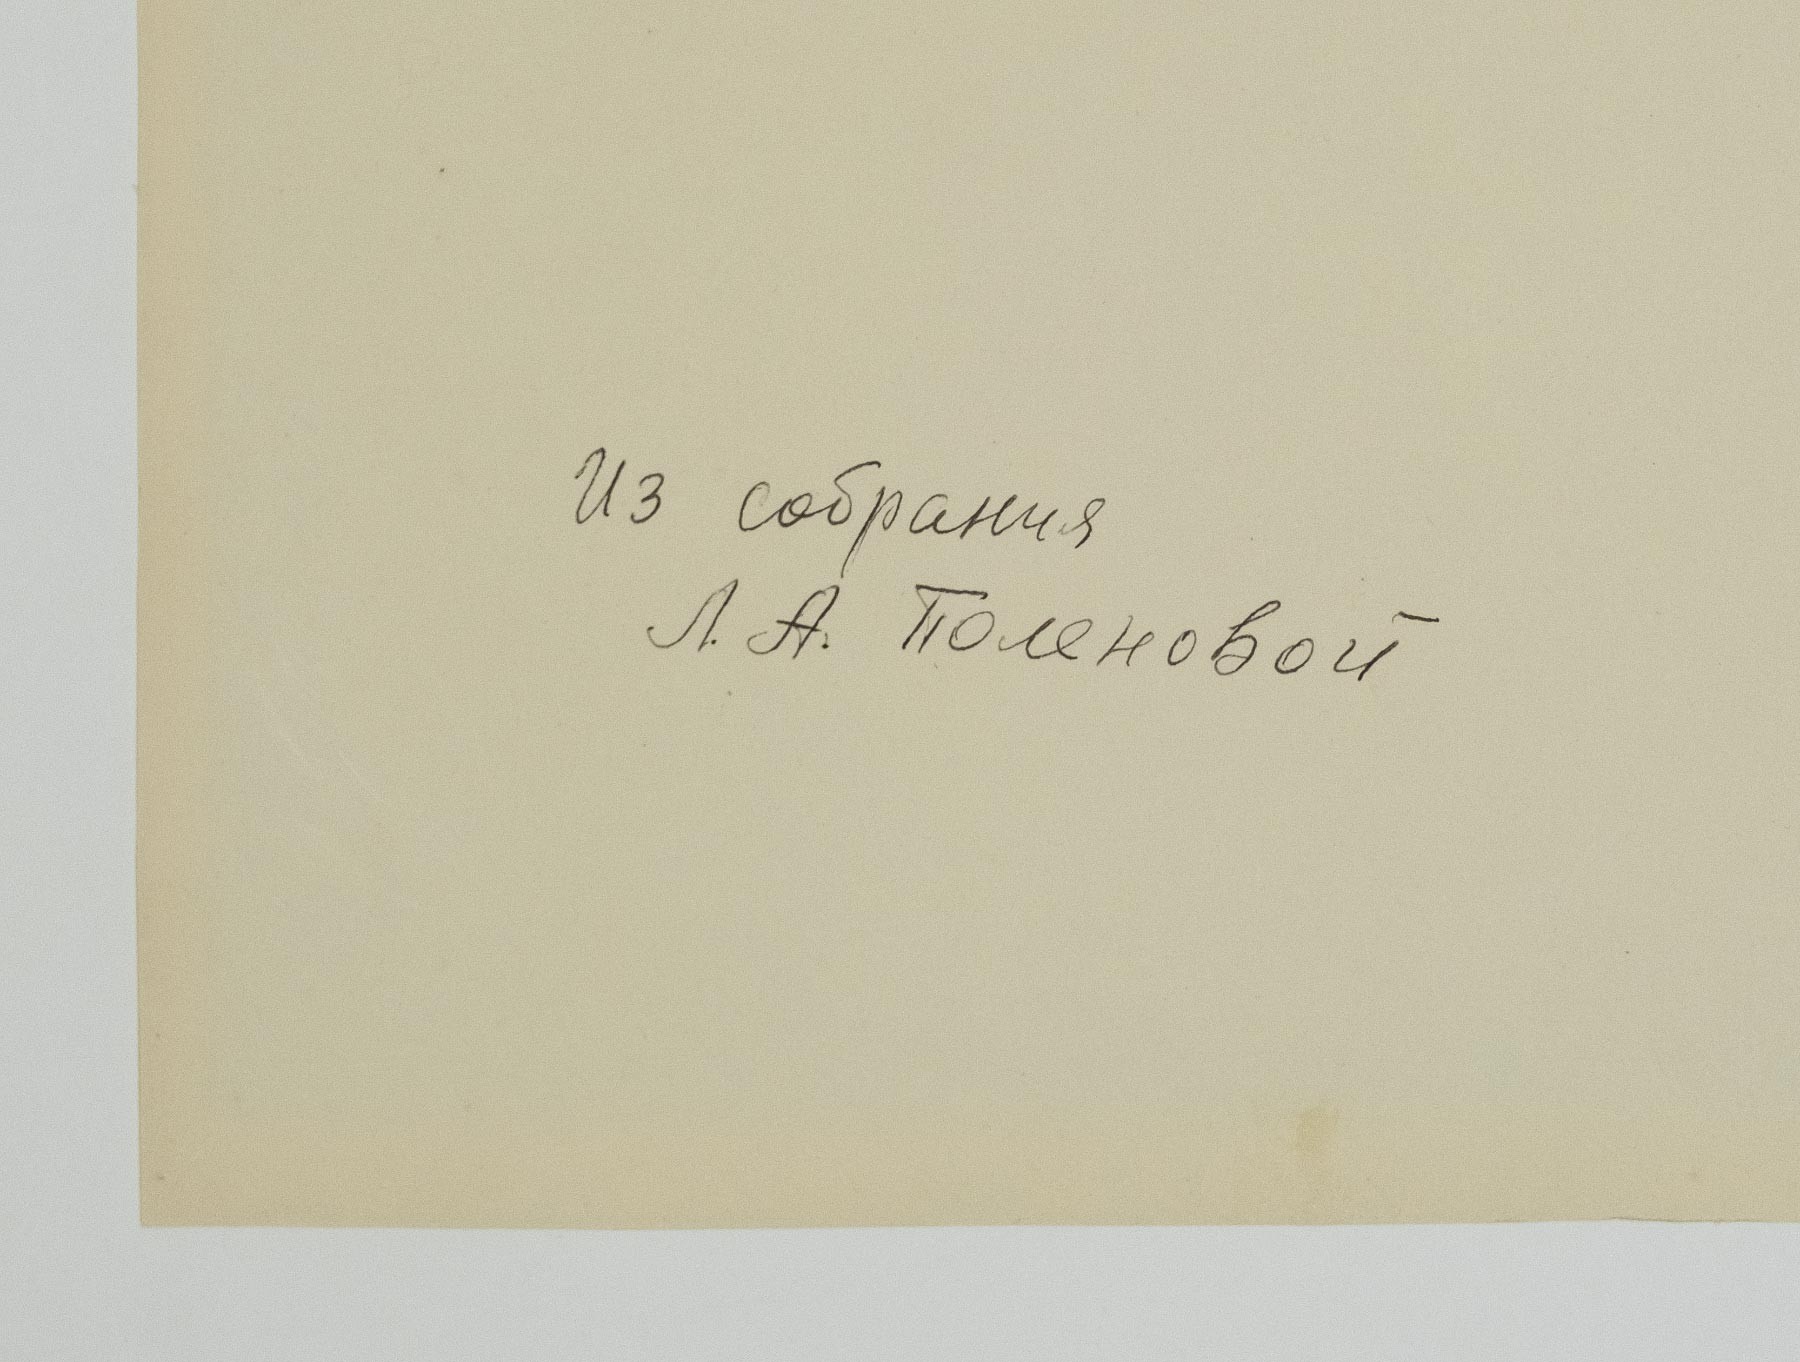 Из собрания
Л. А. Поленовой